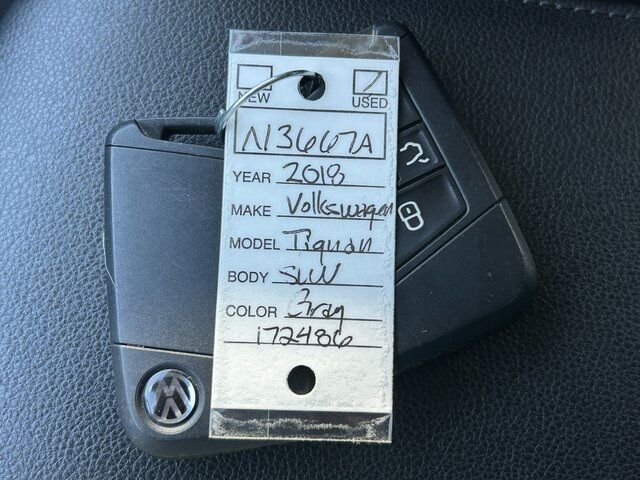 NEW USED
N13667A
YEAR 2018
MAKE Volkswagen
MODEL Tiguan
BODY SUV
COLOR Gray
172486